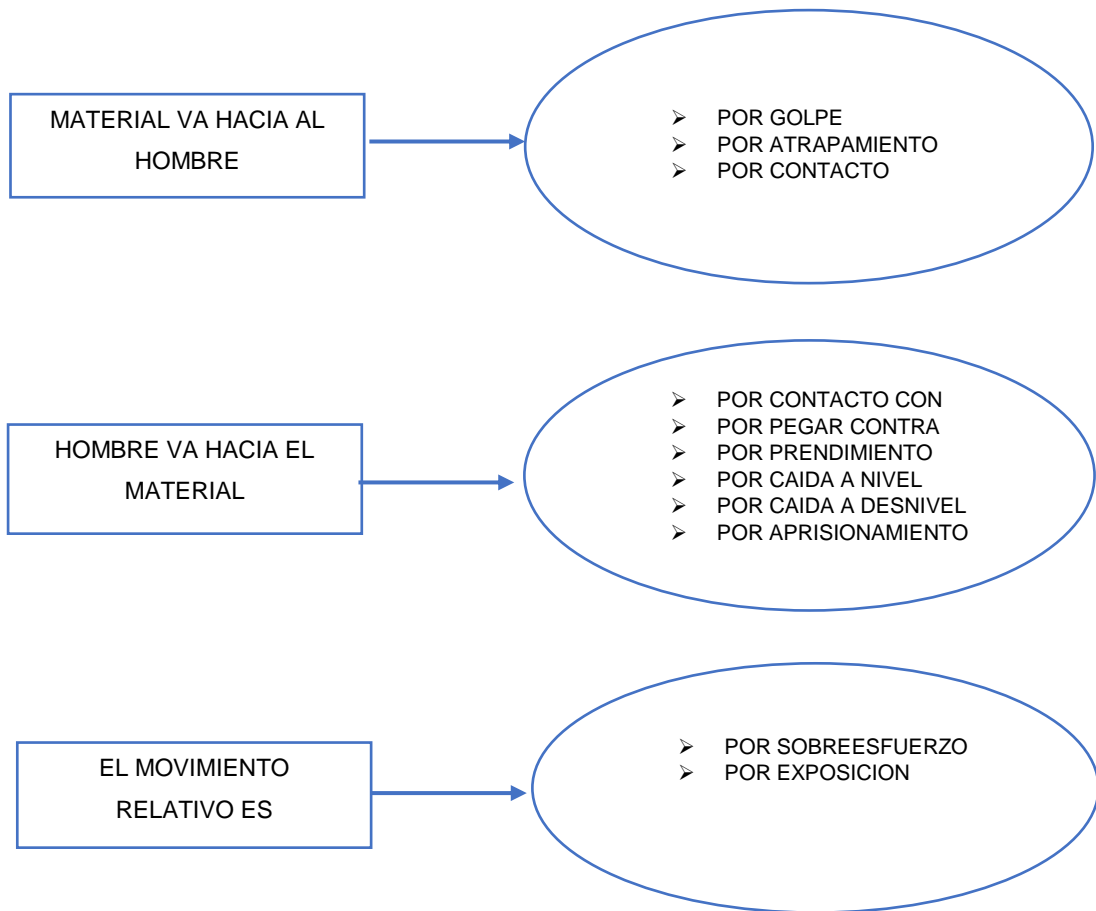 MATERIAL VA HACIA AL
HOMBRE
➢ POR GOLPE
➢ POR ATRAPAMIENTO
➢ POR CONTACTO
HOMBRE VA HACIA EL
MATERIAL
➢ POR CONTACTO CON
➢ POR PEGAR CONTRA
➢ POR PRENDIMIENTO
➢ POR CAIDA A NIVEL
➢ POR CAIDA A DESNIVEL
➢ POR APRISIONAMIENTO
EL MOVIMIENTO
RELATIVO ES
➢ POR SOBREESFUERZO
➢ POR EXPOSICION